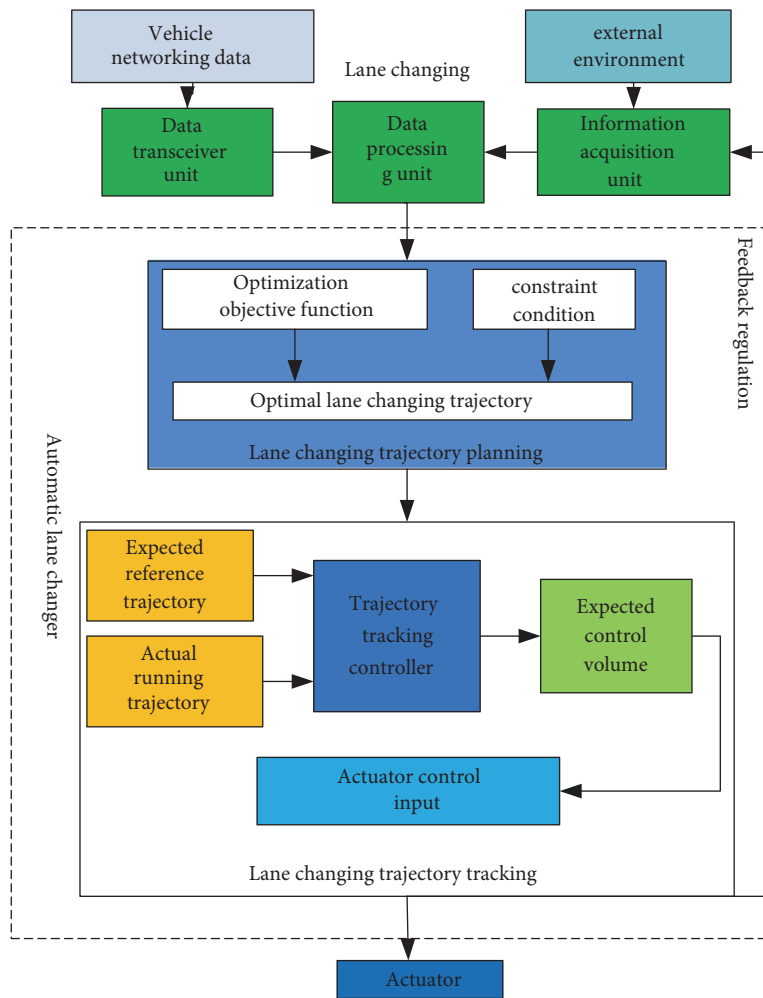 Vehicle
networking data
Lane changing
external
environment
Data
transceiver
unit
Data
processin
g unit
Information
acquisition
unit
Feedback regulation
Optimization
objective function
constraint
condition
Optimal lane changing trajectory
Lane changing trajectory planning
Automatic lane changer
Expected
reference
trajectory
Actual
running
trajectory
Trajectory
tracking
controller
Expected
control
volume
Actuator control
input
Lane changing trajectory tracking
Actuator